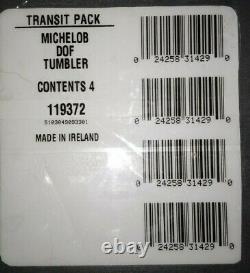 TRANSIT PACK
MICHELOB
DOF
TUMBLER
CONTENTS 4
119372
5103049203301
MADE IN IRELAND
0 24258 31429 0
0 24258 31429 0
0 24258 31429 0
0 24258 31429 0